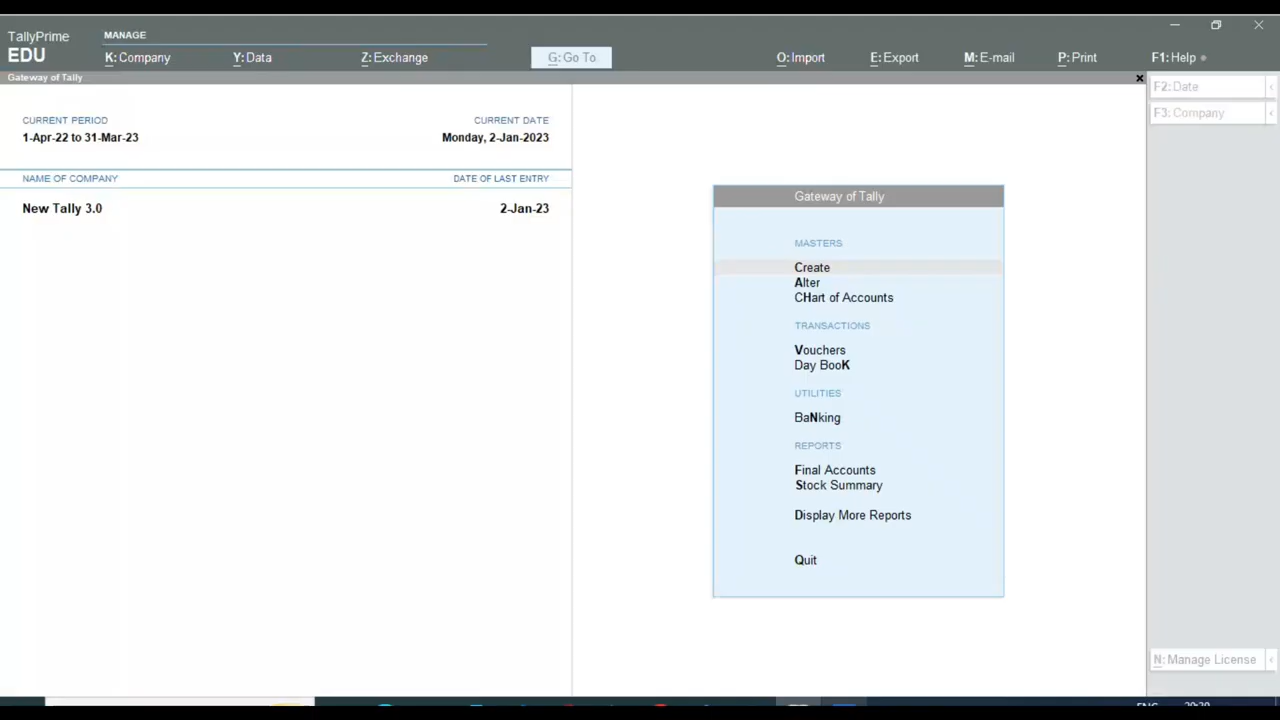 TallyPrime
EDU
MANAGE
K: Company
Y: Data
Z: Exchange
G: Go To
O: Import
E: Export
M: E-mail
P: Print
F1: Help
Gateway of Tally
F2: Date
F3: Company
CURRENT PERIOD
CURRENT DATE
1-Apr-22 to 31-Mar-23
Monday, 2-Jan-2023
NAME OF COMPANY
DATE OF LAST ENTRY
New Tally 3.0
2-Jan-23
Gateway of Tally
MASTERS
Create
Alter
CHart of Accounts
TRANSACTIONS
Vouchers
Day BooK
UTILITIES
BaNking
REPORTS
Final Accounts
Stock Summary
Display More Reports
Quit
N: Manage License